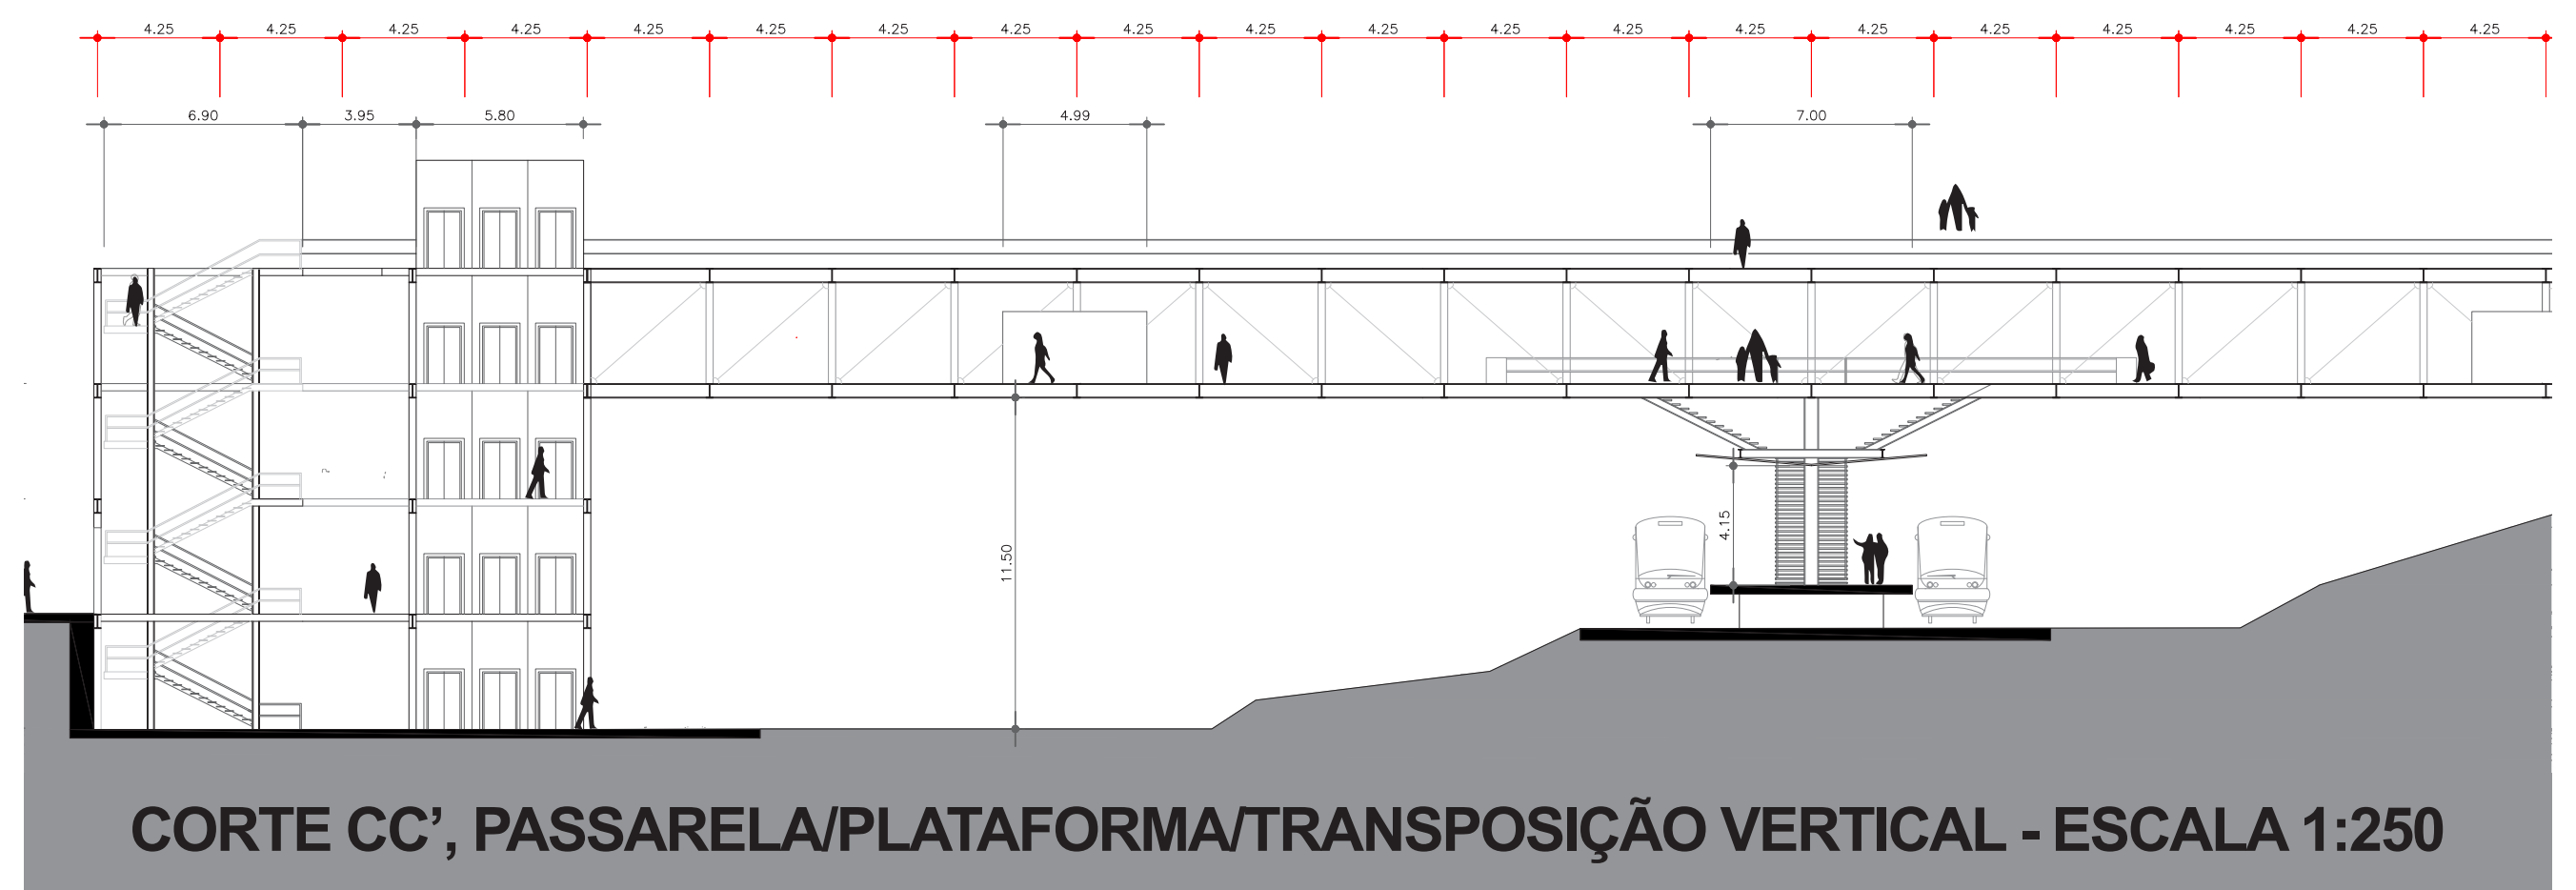 4.25 4.25 4.25 4.25 4.25 4.25 4.25 4.25 4.25 4.25 4.25 4.25 4.25 4.25 4.25 4.25 4.25 4.25 4.25 4.25
6.90 3.95 5.80 4.99 7.00
4.15
11.50
CORTE CC’, PASSARELA/PLATAFORMA/TRANSPOSIÇÃO VERTICAL - ESCALA 1:250